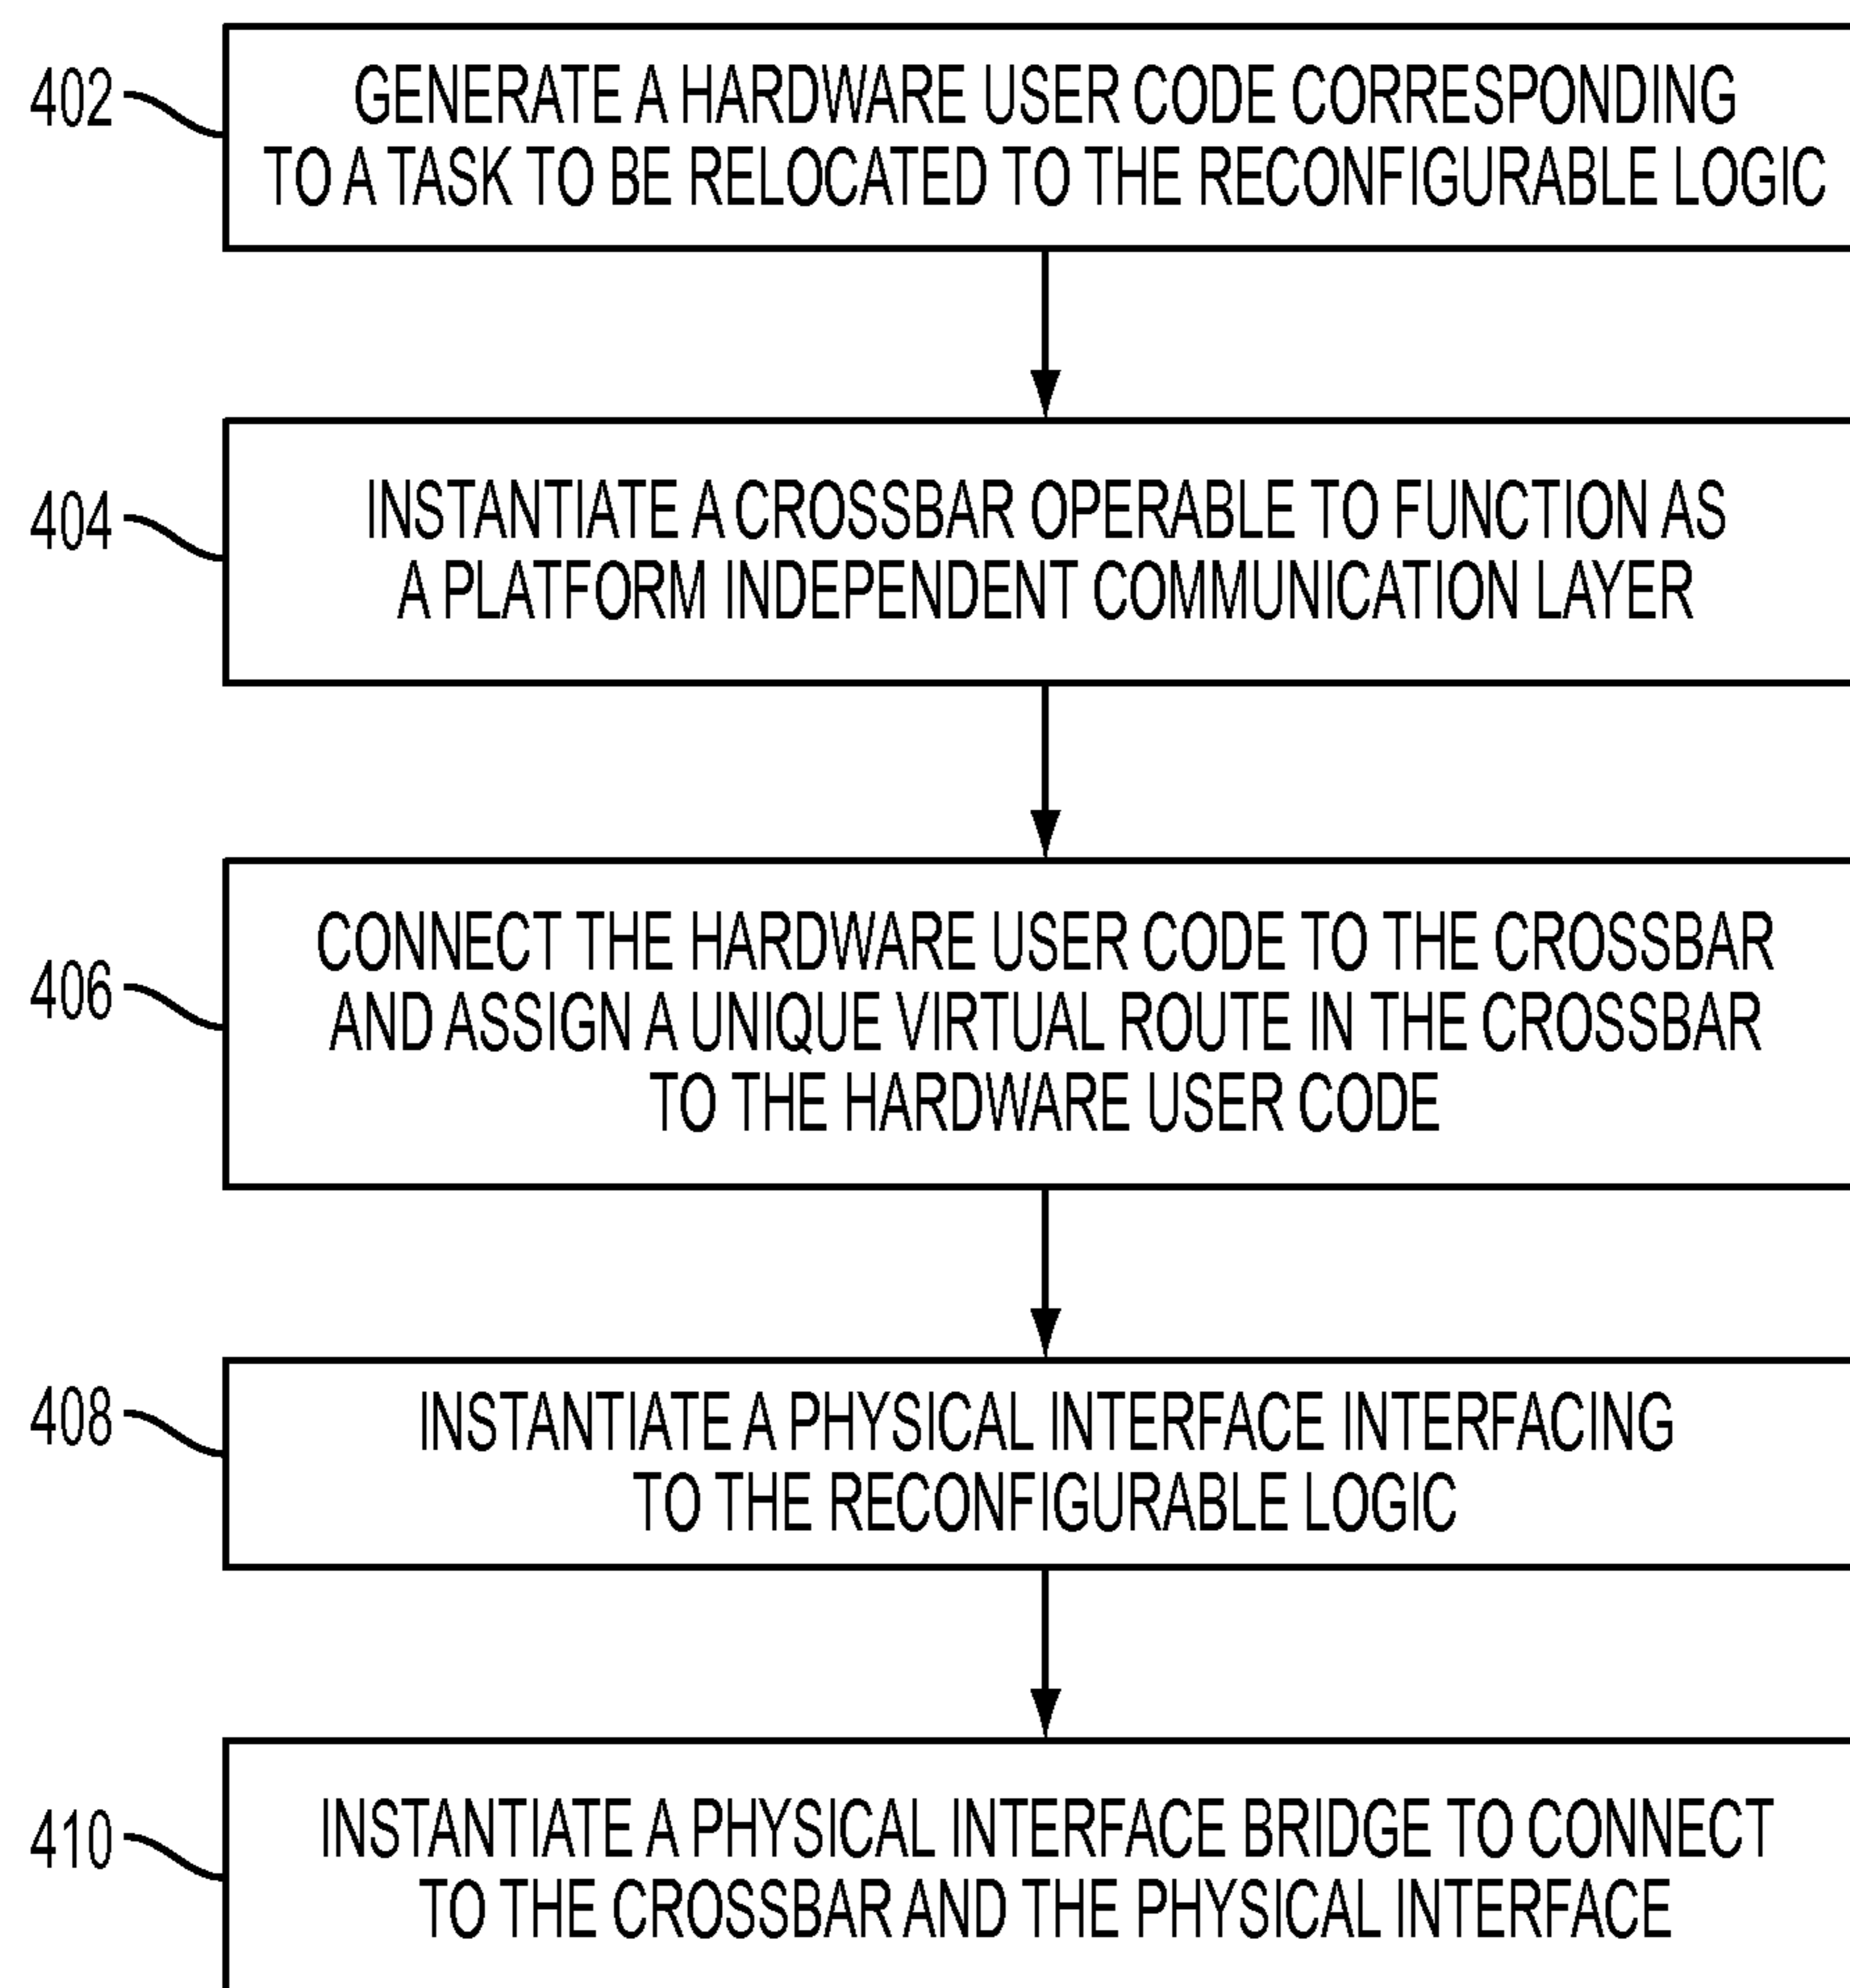 402
GENERATE A HARDWARE USER CODE CORRESPONDING
TO A TASK TO BE RELOCATED TO THE RECONFIGURABLE LOGIC
404
INSTANTIATE A CROSSBAR OPERABLE TO FUNCTION AS
A PLATFORM INDEPENDENT COMMUNICATION LAYER
406
CONNECT THE HARDWARE USER CODE TO THE CROSSBAR
AND ASSIGN A UNIQUE VIRTUAL ROUTE IN THE CROSSBAR
TO THE HARDWARE USER CODE
408
INSTANTIATE A PHYSICAL INTERFACE INTERFACING
TO THE RECONFIGURABLE LOGIC
410
INSTANTIATE A PHYSICAL INTERFACE BRIDGE TO CONNECT
TO THE CROSSBAR AND THE PHYSICAL INTERFACE